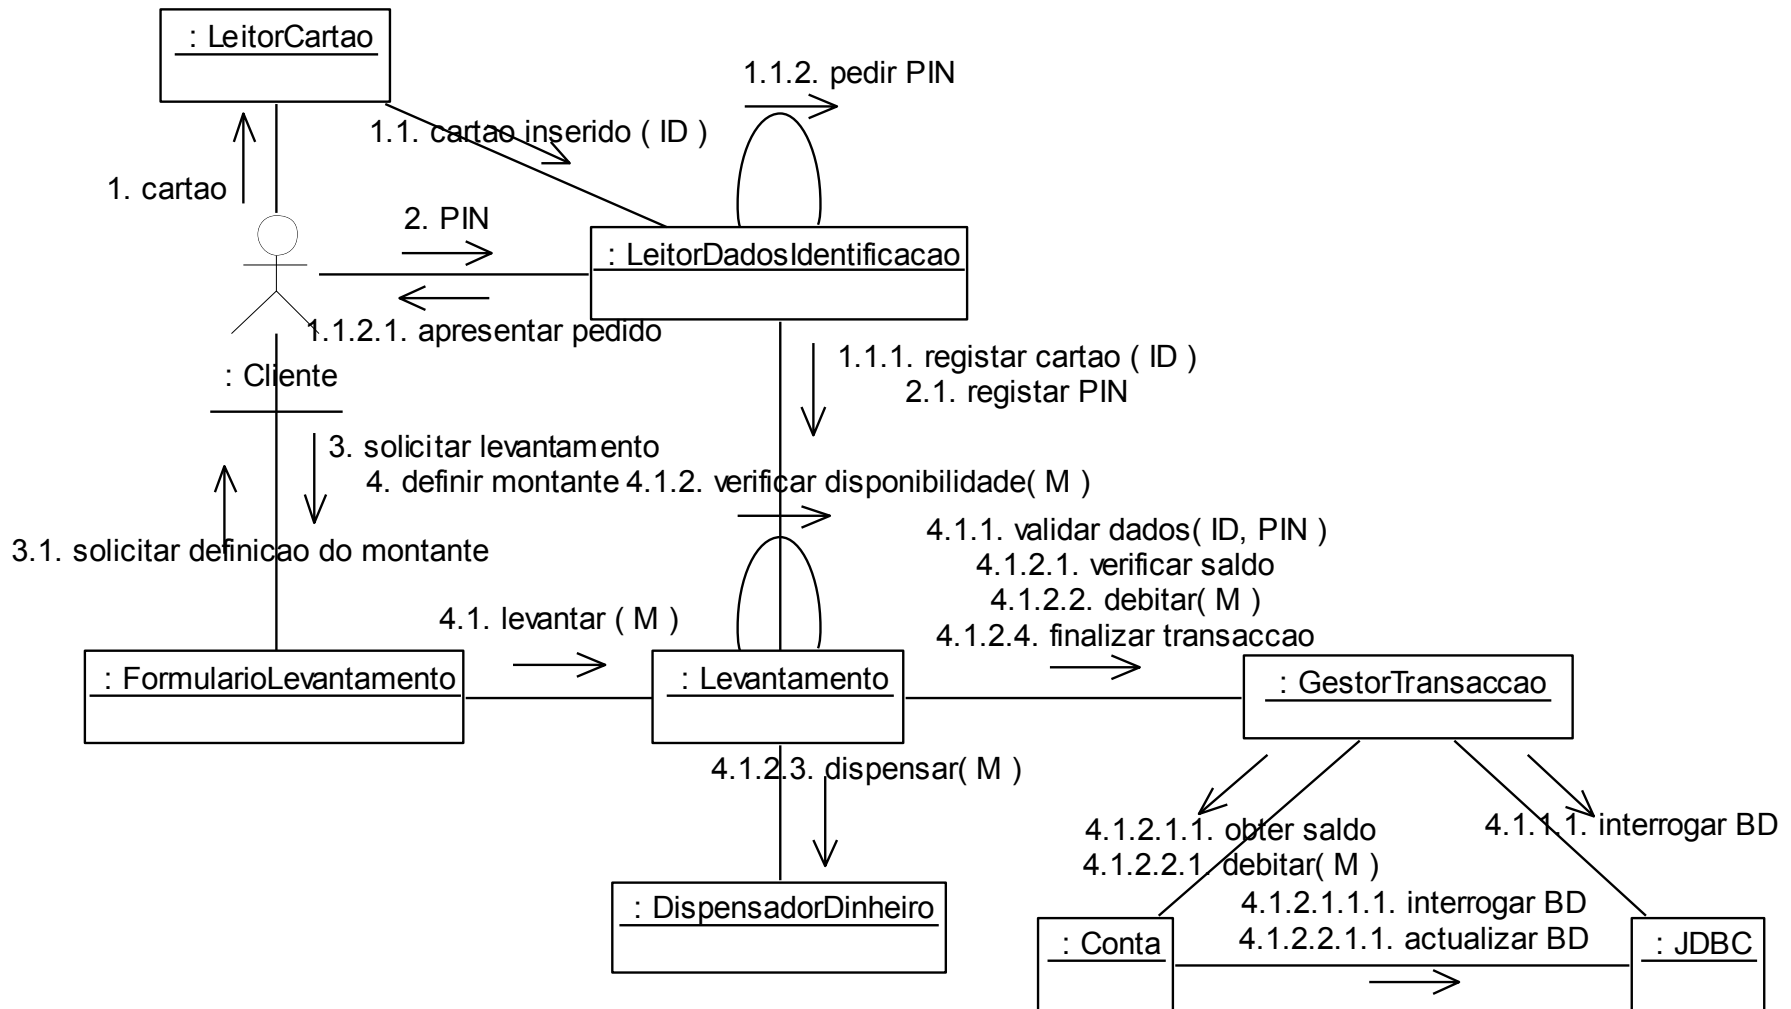 : LeitorCartao
1.1.2. pedir PIN
1.1. cartao inserido ( ID )
1. cartao
2. PIN
: LeitorDadosIdentificacao
1.1.2.1. apresentar pedido
1.1.1. registar cartao ( ID )
2.1. registar PIN
: Cliente
3. solicitar levantamento
4. definir montante
4.1.2. verificar disponibilidade( M )
3.1. solicitar definicao do montante
4.1.1. validar dados( ID, PIN )
4.1.2.1. verificar saldo
4.1.2.2. debitar( M )
4.1.2.4. finalizar transaccao
4.1. levantar ( M )
: FormularioLevantamento
: Levantamento
: GestorTransaccao
4.1.2.3. dispensar( M )
4.1.2.1.1. obter saldo
4.1.2.2.1. debitar( M )
4.1.1.1. interrogar BD
: DispensadorDinheiro
4.1.2.1.1.1. interrogar BD
4.1.2.2.1.1. actualizar BD
: Conta
: JDBC